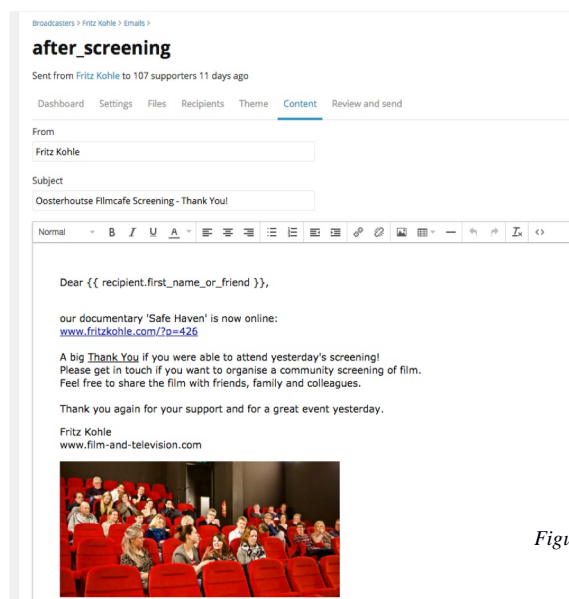 Broadcasters > Fritz Kohle > Emails >
after_screening
Sent from Fritz Kohle to 107 supporters 11 days ago
Dashboard Settings Files Recipients Theme Content Review and send
From
Fritz Kohle
Subject
Oosterhoutse FIlmcafe Screening - Thank You!
Normal B I U A
Dear {{ recipient.first_name_or_friend }},
our documentary 'Safe Haven' is now online:
www.fritzkohle.com/?p=426
A big Thank You if you were able to attend yesterday's screening!
Please get in touch if you want to organise a community screening of film.
Feel free to share the film with friends, family and colleagues.
Thank you again for your support and for a great event yesterday.
Fritz Kohle
www.film-and-television.com
Figu